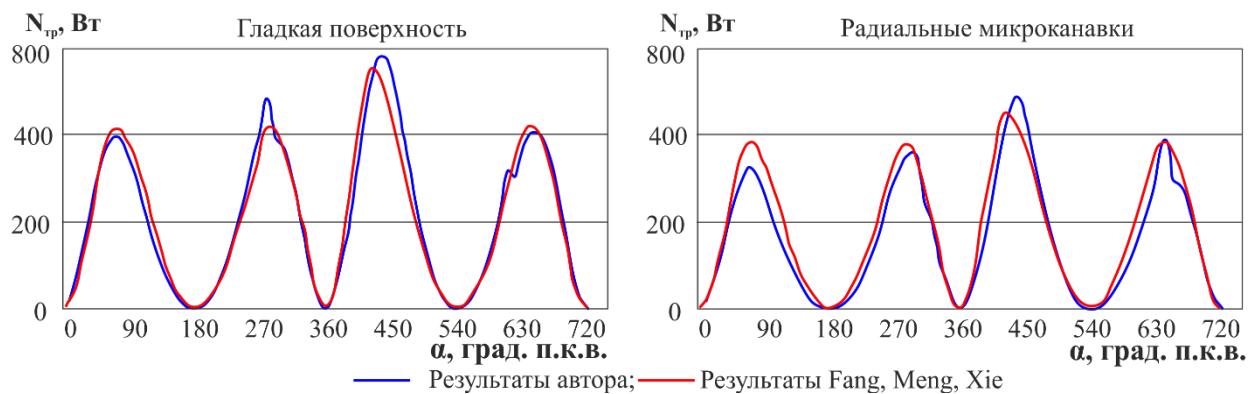 N_тр, Вт
Гладкая поверхность
800
400
200
0
0 90 180 270 360 450 540 630 720
α, град. п.к.в.
N_тр, Вт
Радиальные микроканавки
800
400
200
0
0 90 180 270 360 450 540 630 720
α, град. п.к.в.
Результаты автора; Результаты Fang, Meng, Xie